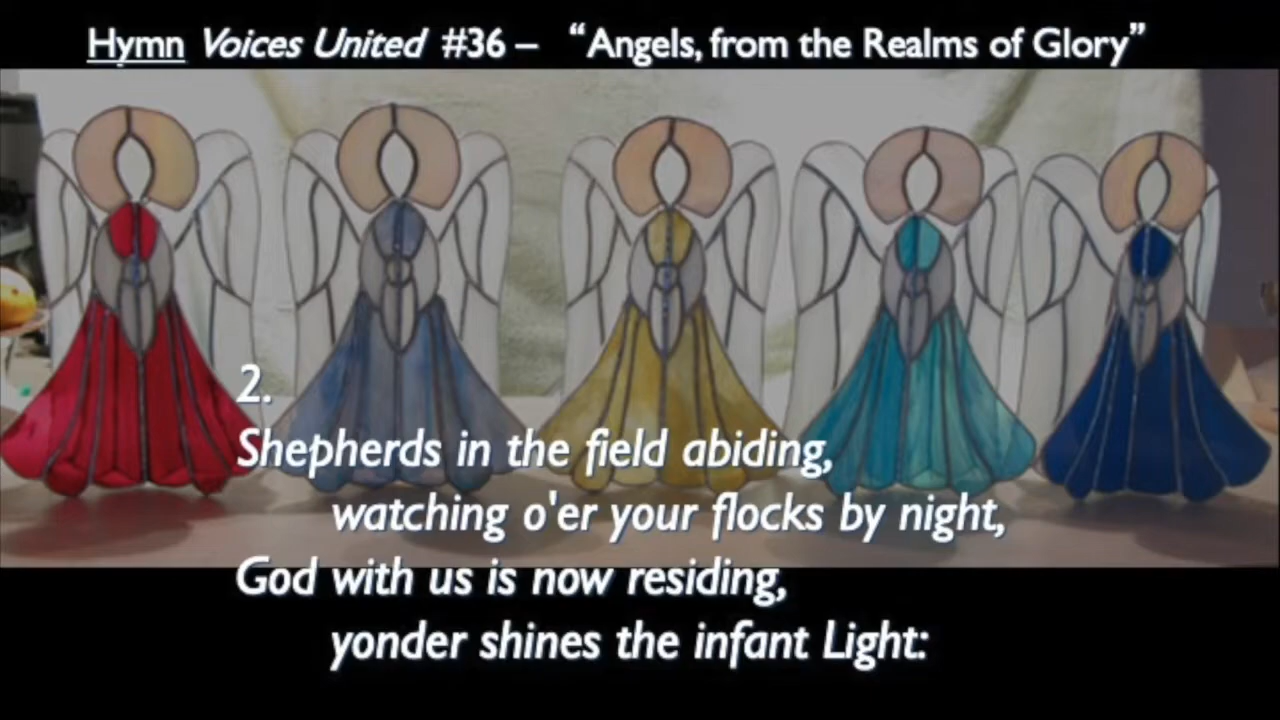 Hymn Voices United #36 – “Angels, from the Realms of Glory”
2.
Shepherds in the field abiding,
watching o'er your flocks by night,
God with us is now residing,
yonder shines the infant Light: